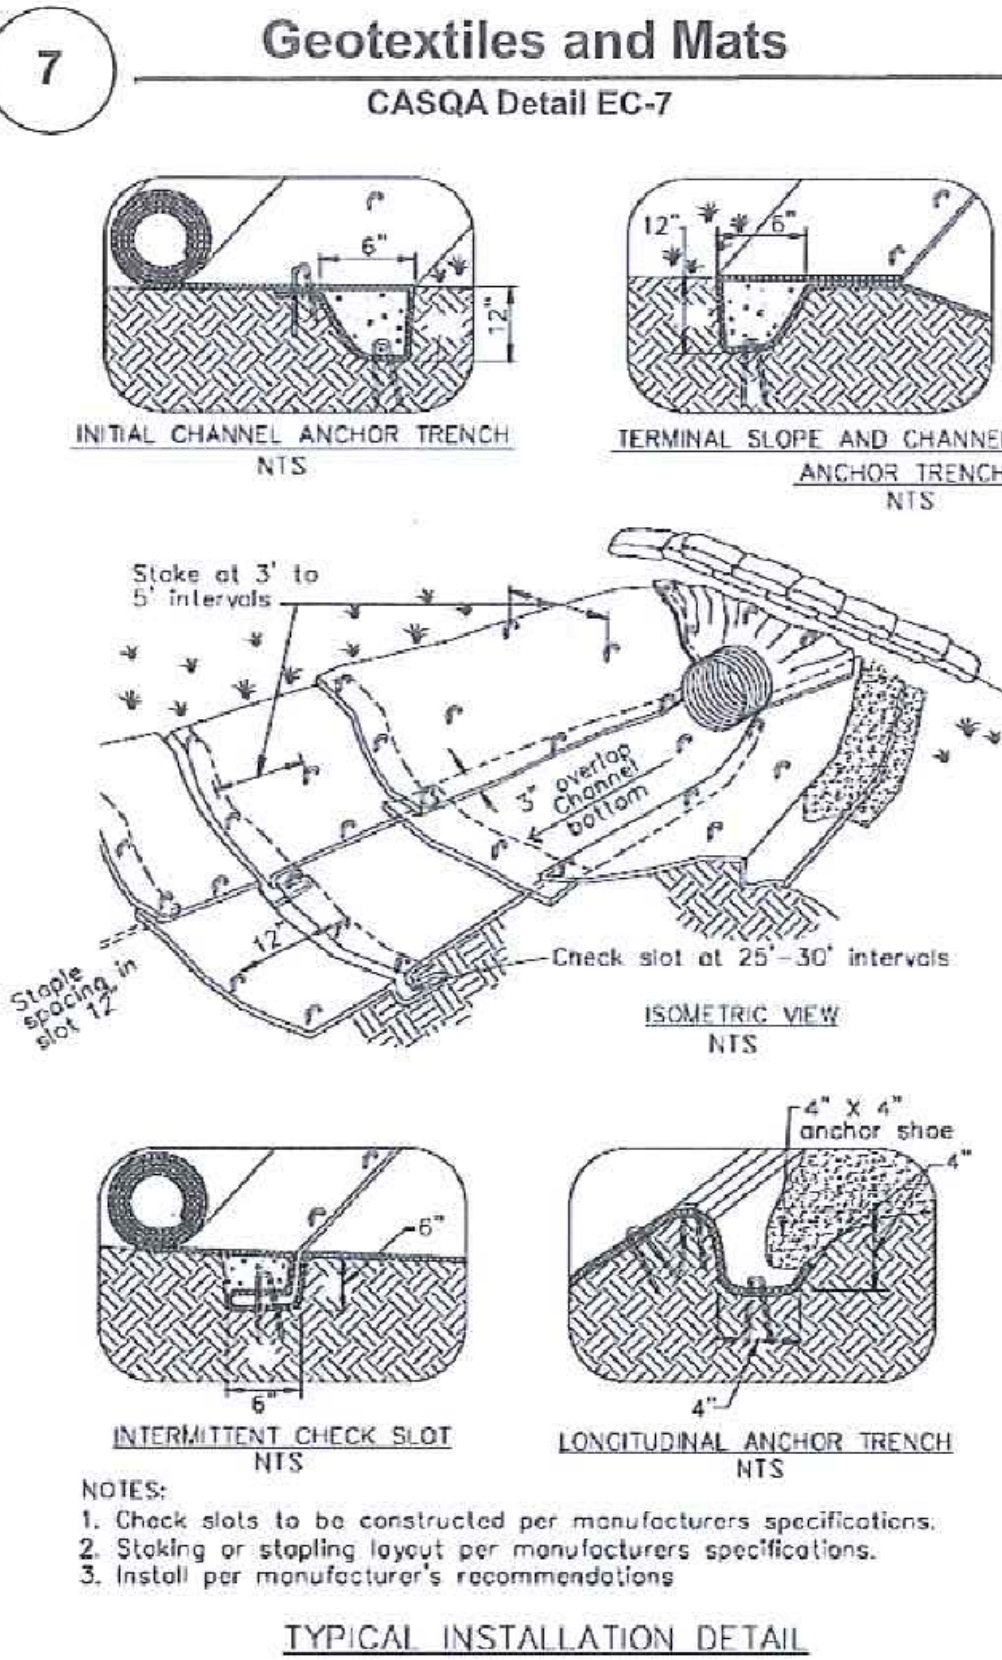 7
Geotextiles and Mats
CASQA Detail EC-7
6"
12"
INITIAL CHANNEL ANCHOR TRENCH
NTS
12"
6"
TERMINAL SLOPE AND CHANNEL
ANCHOR TRENCH
NTS
Stake at 3' to
5' intervals
3" overlap
Channel
bottom
12"
Staple
spacing in
slot 12"
Check slot at 25'-30' intervals
ISOMETRIC VIEW
NTS
6"
6"
INTERMITTENT CHECK SLOT
NTS
4" X 4"
anchor shoe
4"
4"
LONGITUDINAL ANCHOR TRENCH
NTS
NOTES:
1. Check slots to be constructed per manufacturers specifications.
2. Staking or stapling layout per manufacturers specifications.
3. Install per manufacturer's recommendations
TYPICAL INSTALLATION DETAIL